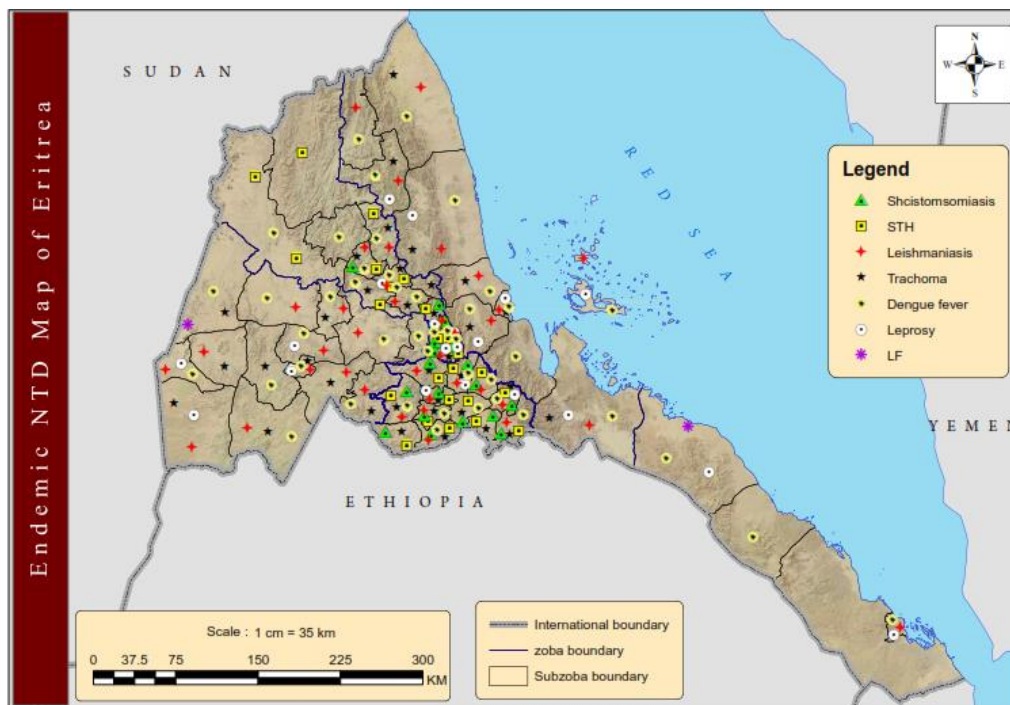 Endemic NTD Map of Eritrea
SUDAN
N
W E
S
RED SEA
Legend
Shcistomsomiasis
STH
Leishmaniasis
Trachoma
Dengue fever
Leprosy
LF
YEMEN
ETHIOPIA
Scale : 1 cm = 35 km
0 37.5 75 150 225 300
KM
International boundary
zoba boundary
Subzoba boundary